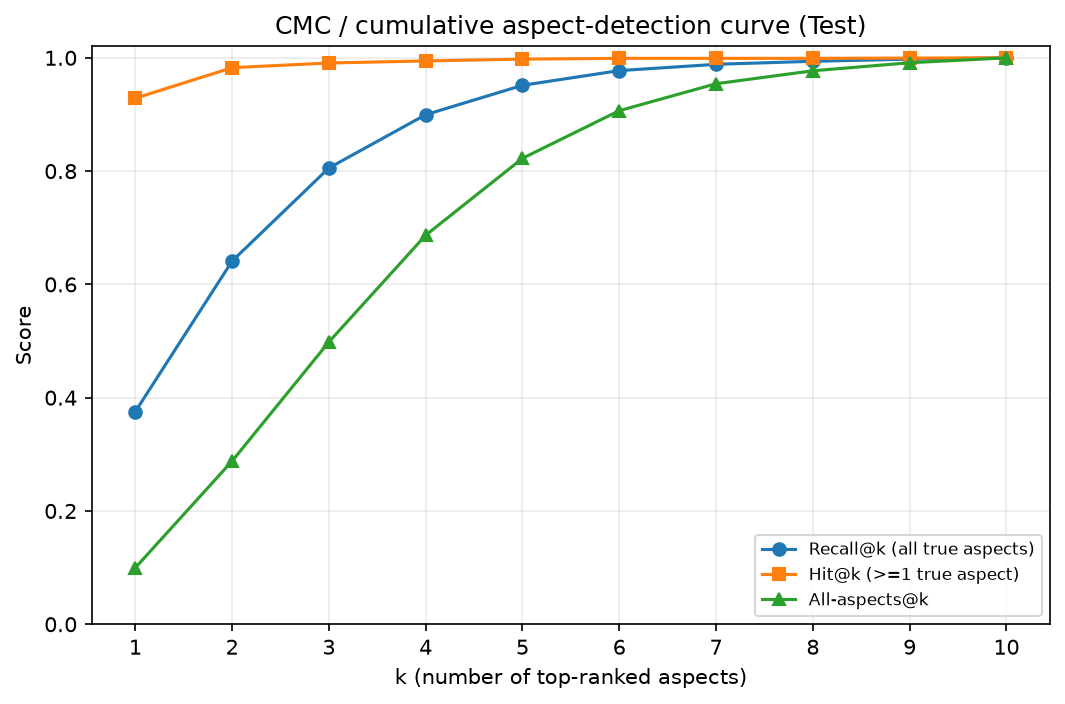 CMC / cumulative aspect-detection curve (Test)
1.0
0.8
0.6
0.4
0.2
0.0
Score
Recall@k (all true aspects)
Hit@k (>=1 true aspect)
All-aspects@k
1 2 3 4 5 6 7 8 9 10
k (number of top-ranked aspects)